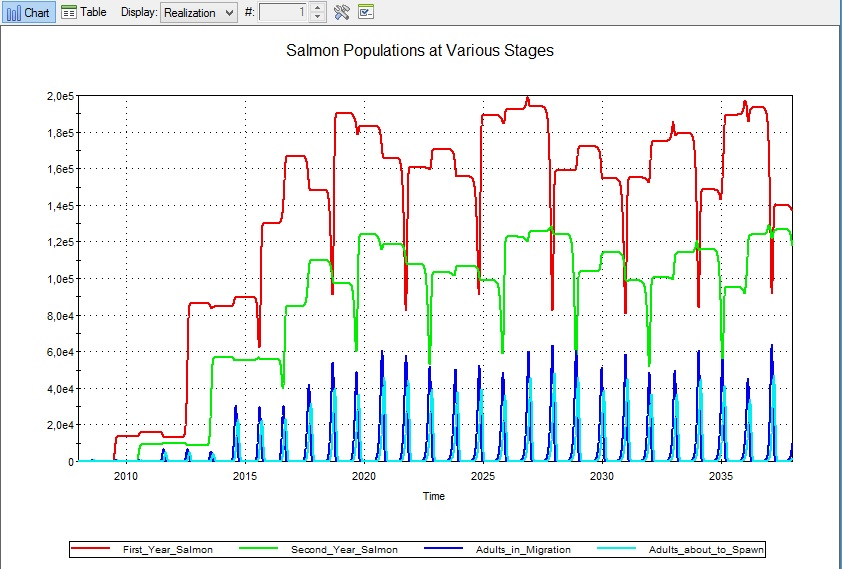 Chart Table Display: Realization #: 1
Salmon Populations at Various Stages
2,0e5
1,8e5
1,6e5
1,4e5
1,2e5
1,0e5
8,0e4
6,0e4
4,0e4
2,0e4
0
2010 2015 2020 2025 2030 2035
Time
First_Year_Salmon Second_Year_Salmon Adults_in_Migration Adults_about_to_Spawn